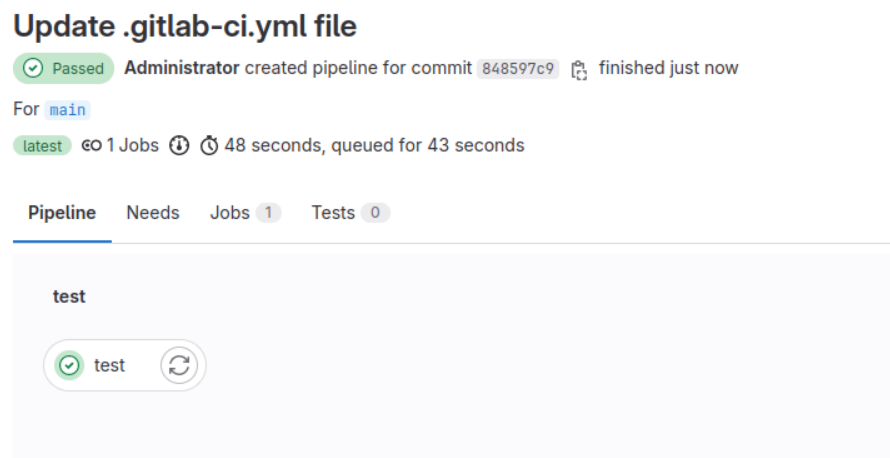 Update .gitlab-ci.yml file
Passed Administrator created pipeline for commit 848597c9 finished just now
For main
latest 1 Jobs 48 seconds, queued for 43 seconds
Pipeline Needs Jobs 1 Tests 0
test
test